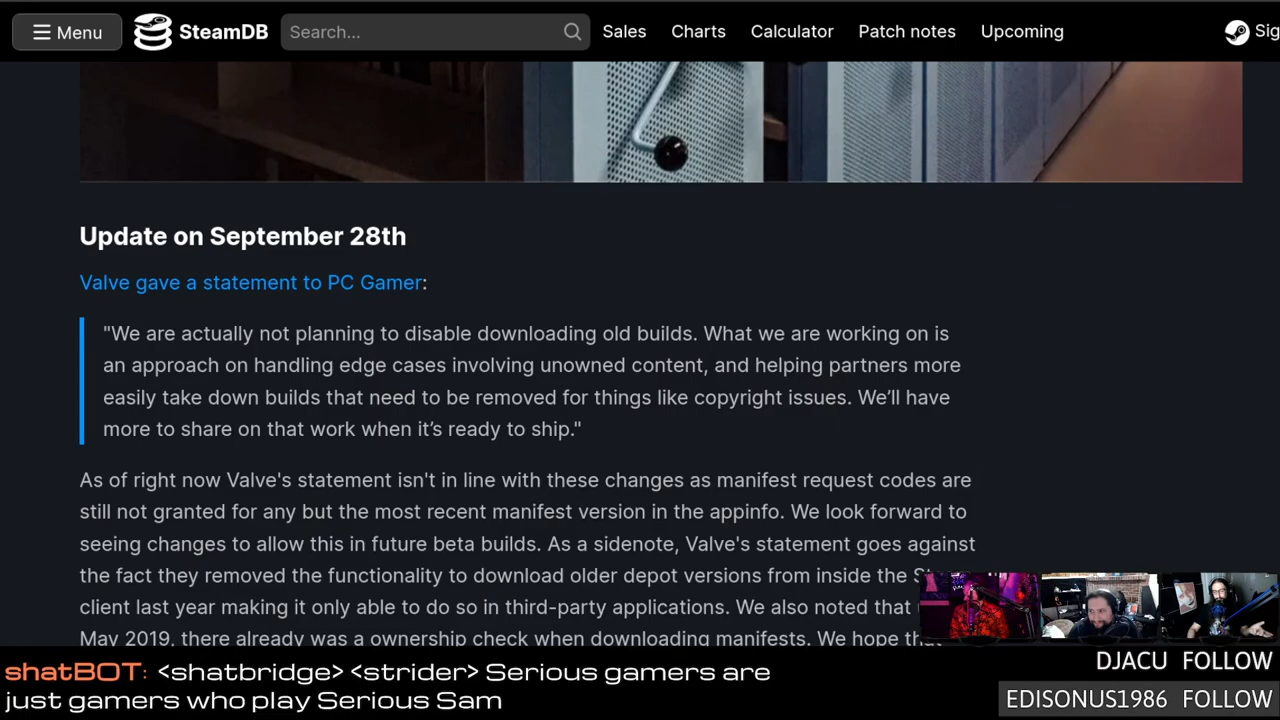 Menu SteamDB Search... Sales Charts Calculator Patch notes Upcoming Sig
Update on September 28th
Valve gave a statement to PC Gamer:
"We are actually not planning to disable downloading old builds. What we are working on is
an approach on handling edge cases involving unowned content, and helping partners more
easily take down builds that need to be removed for things like copyright issues. We’ll have
more to share on that work when it’s ready to ship."
As of right now Valve's statement isn't in line with these changes as manifest request codes are
still not granted for any but the most recent manifest version in the appinfo. We look forward to
seeing changes to allow this in future beta builds. As a sidenote, Valve's statement goes against
the fact they removed the functionality to download older depot versions from inside the
client last year making it only able to do so in third-party applications. We also noted that
May 2019, there already was a ownership check when downloading manifests. We hope
shatBOT: <shatbridge> <strider> Serious gamers are
just gamers who play Serious Sam
DJACU FOLLOW
EDISONUS1986 FOLLOW